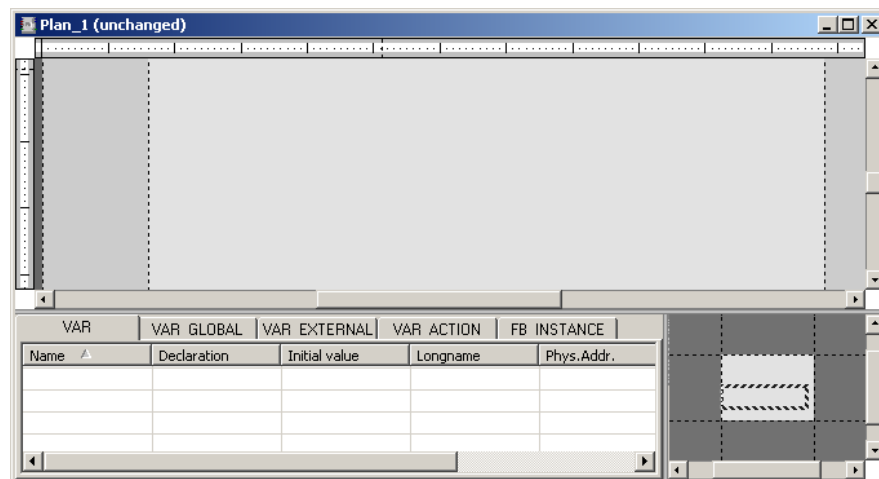 Plan_1 (unchanged)
VAR VAR GLOBAL VAR EXTERNAL VAR ACTION FB INSTANCE
Name Declaration Initial value Longname Phys.Addr.